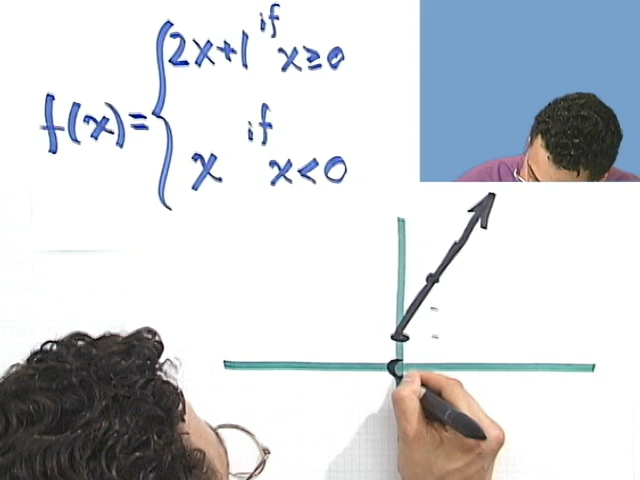 f(x) = { 2x+1 if x ≥ 0
x if x < 0